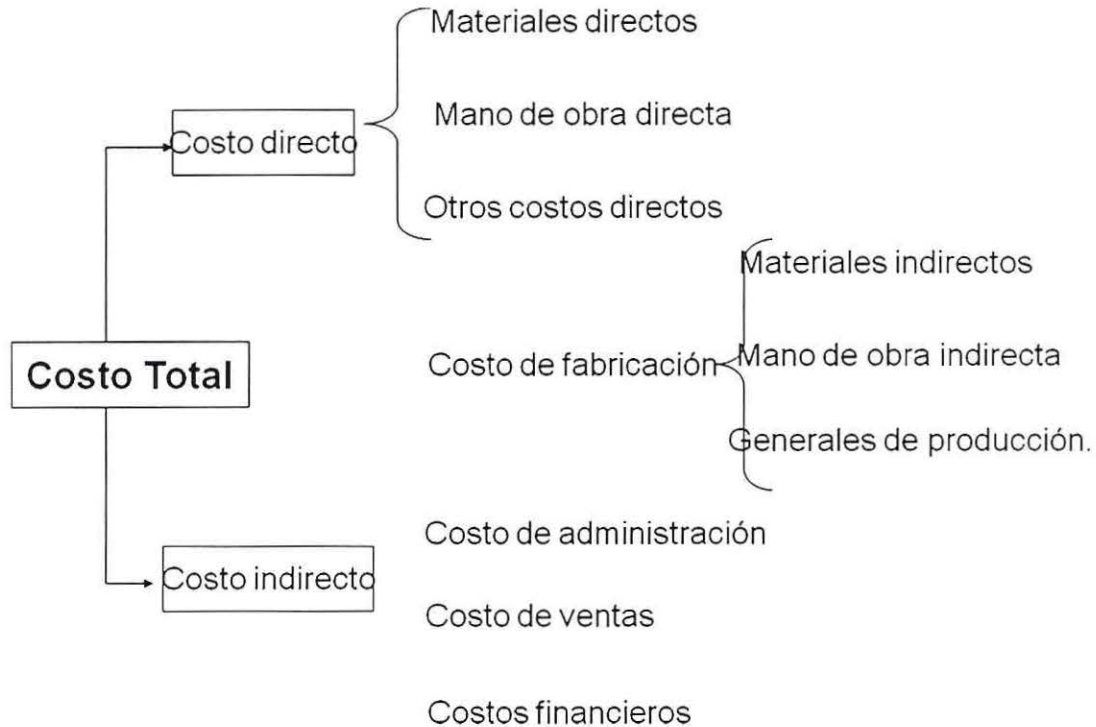 Materiales directos
Mano de obra directa
Costo directo
Otros costos directos
Materiales indirectos
Costo Total
Costo de fabricación
Mano de obra indirecta
Generales de producción.
Costo de administración
Costo indirecto
Costo de ventas
Costos financieros